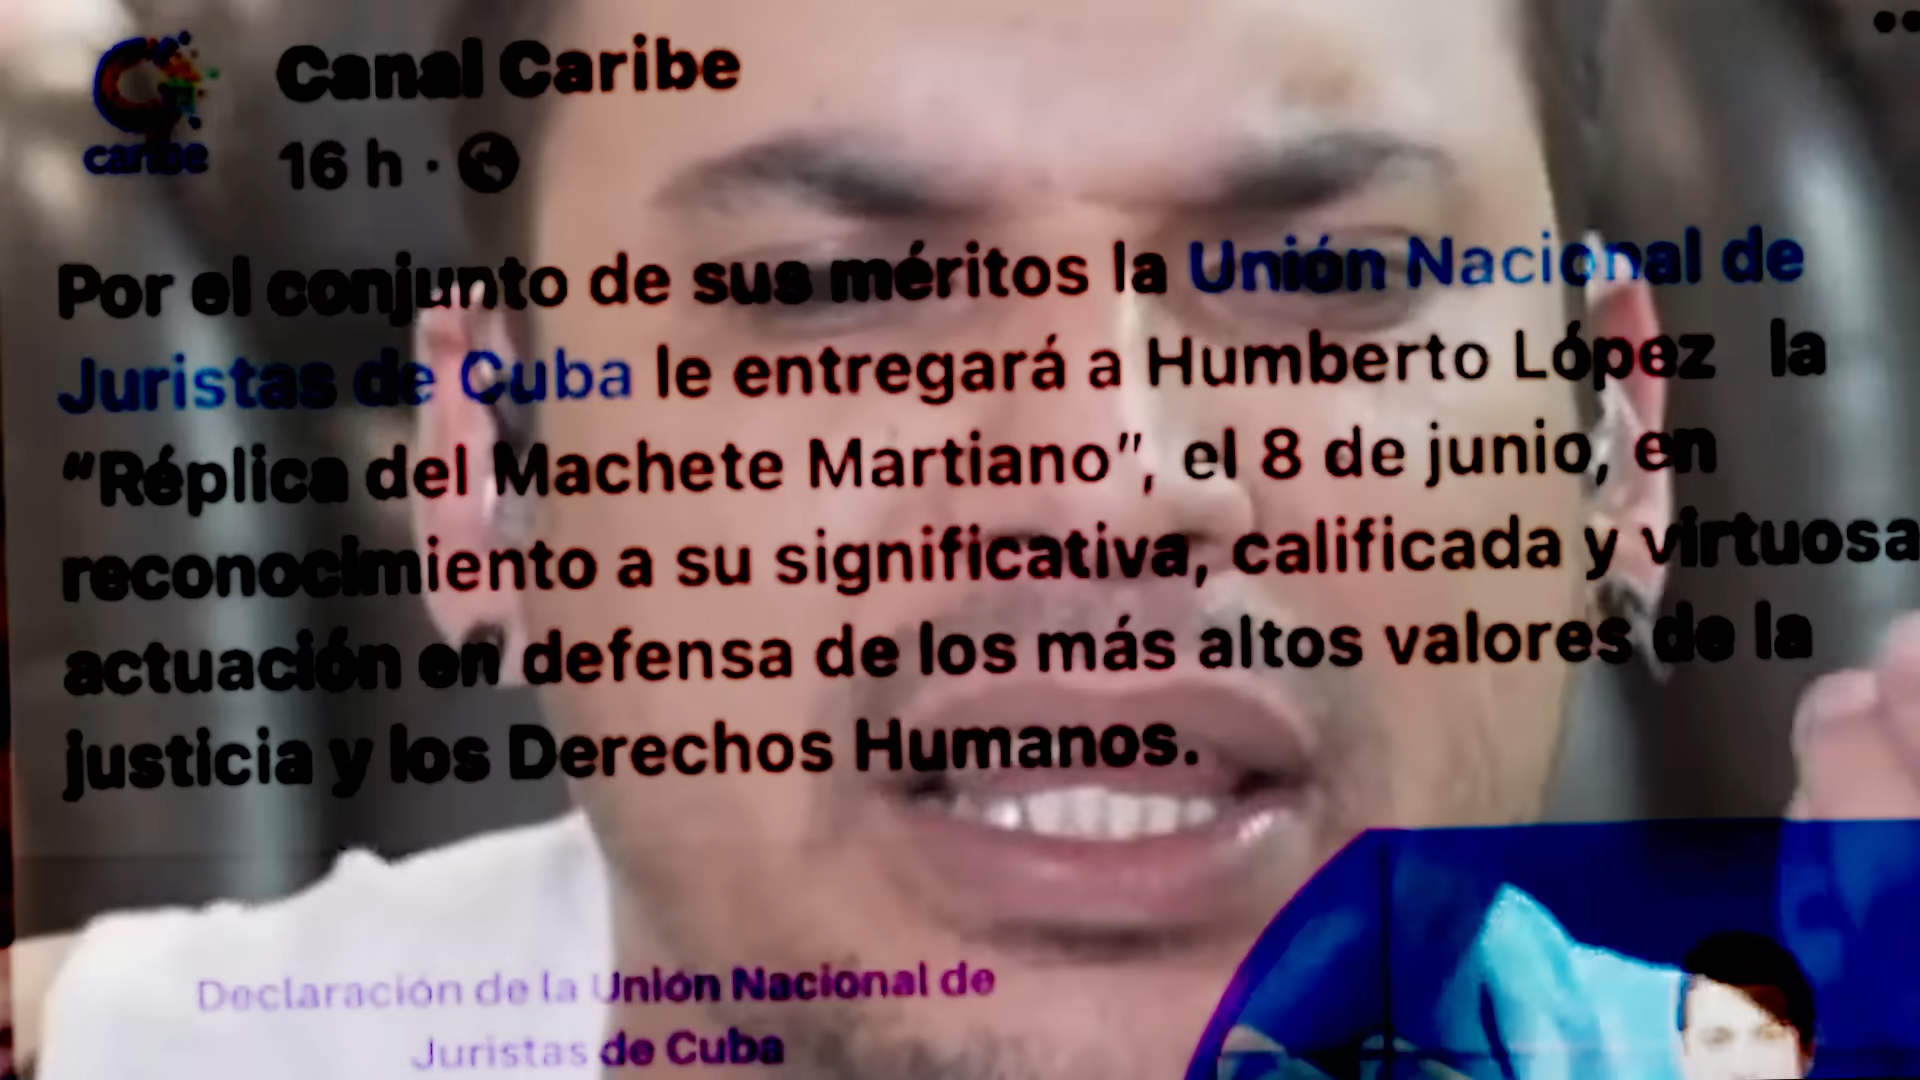 Canal Caribe
caribe
16 h ·
Por el conjunto de sus méritos la Unión Nacional de
Juristas de Cuba le entregará a Humberto López la
“Réplica del Machete Martiano”, el 8 de junio, en
reconocimiento a su significativa, calificada y virtuosa
actuación en defensa de los más altos valores de la
justicia y los Derechos Humanos.
Declaración de la Unión Nacional de
Juristas de Cuba